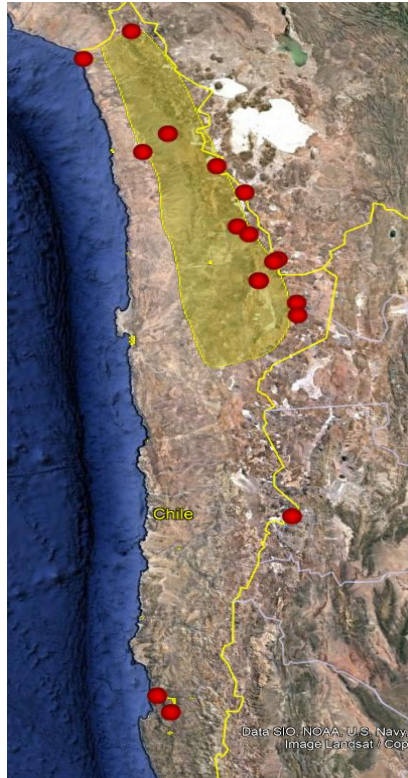 Chile
Data SIO, NOAA, U.S. Navy,
Image Landsat / Cop